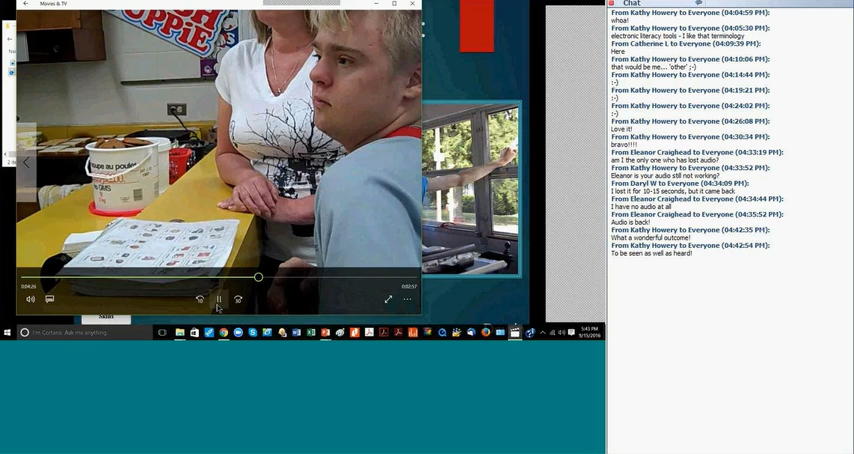 Movies & TV
PPIE
oupe au poulet
0:04:26
0:02:57
10
30
I'm Cortana. Ask me anything.
5:43 PM
9/15/2016
Chat
From Kathy Howery to Everyone (04:04:59 PM):
whoa!
From Kathy Howery to Everyone (04:05:30 PM):
electronic literacy tools - I like that terminology
From Catherine L to Everyone (04:09:39 PM):
Here
From Kathy Howery to Everyone (04:10:06 PM):
that would be me... 'other' ;-)
From Kathy Howery to Everyone (04:14:44 PM):
:-)
From Kathy Howery to Everyone (04:19:21 PM):
:-)
From Kathy Howery to Everyone (04:24:02 PM):
:-)
From Kathy Howery to Everyone (04:26:08 PM):
Love it!
From Kathy Howery to Everyone (04:30:34 PM):
bravo!!!!
From Eleanor Craighead to Everyone (04:33:19 PM):
am I the only one who has lost audio?
From Kathy Howery to Everyone (04:33:52 PM):
Eleanor is your audio still not working?
From Daryl W to Everyone (04:34:09 PM):
I lost it for 10-15 seconds, but it came back
From Eleanor Craighead to Everyone (04:34:44 PM):
I have no audio at all
From Eleanor Craighead to Everyone (04:35:52 PM):
Audio is back!
From Kathy Howery to Everyone (04:42:35 PM):
What a wonderful outcome!
From Kathy Howery to Everyone (04:42:54 PM):
To be seen as well as heard!